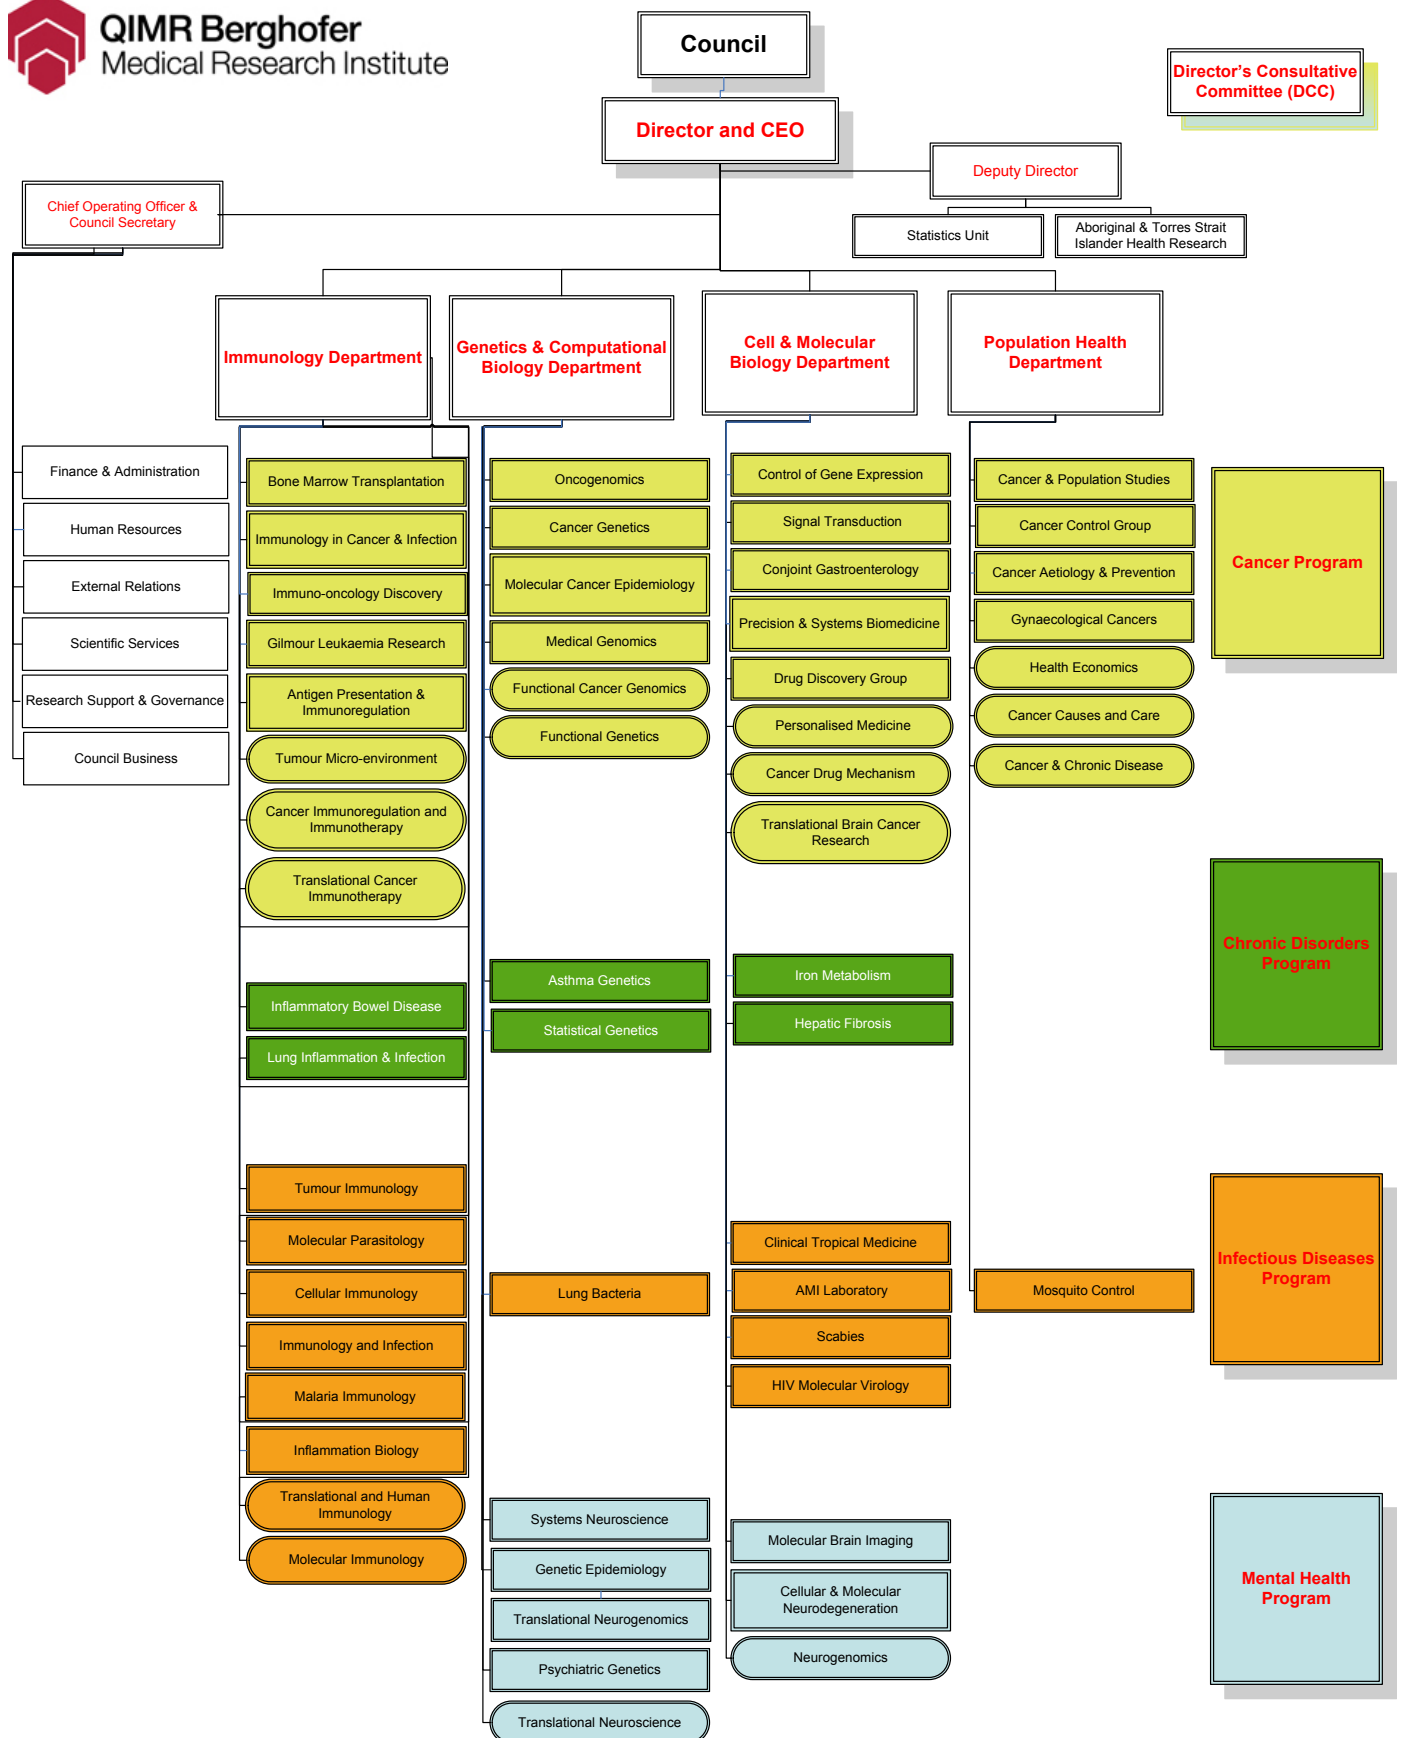 QIMR Berghofer
Medical Research Institute
Council
Director's Consultative
Committee (DCC)
Director and CEO
Deputy Director
Chief Operating Officer &
Council Secretary
Statistics Unit
Aboriginal & Torres Strait
Islander Health Research
Immunology Department
Genetics & Computational
Biology Department
Cell & Molecular
Biology Department
Population Health
Department
Finance & Administration
Human Resources
External Relations
Scientific Services
Research Support & Governance
Council Business
Bone Marrow Transplantation
Immunology in Cancer & Infection
Immuno-oncology Discovery
Gilmour Leukaemia Research
Antigen Presentation &
Immunoregulation
Tumour Micro-environment
Cancer Immunoregulation and
Immunotherapy
Translational Cancer
Immunotherapy
Inflammatory Bowel Disease
Lung Inflammation & Infection
Tumour Immunology
Molecular Parasitology
Cellular Immunology
Immunology and Infection
Malaria Immunology
Inflammation Biology
Translational and Human
Immunology
Molecular Immunology
Oncogenomics
Cancer Genetics
Molecular Cancer Epidemiology
Medical Genomics
Functional Cancer Genomics
Functional Genetics
Asthma Genetics
Statistical Genetics
Lung Bacteria
Systems Neuroscience
Genetic Epidemiology
Translational Neurogenomics
Psychiatric Genetics
Translational Neuroscience
Control of Gene Expression
Signal Transduction
Conjoint Gastroenterology
Precision & Systems Biomedicine
Drug Discovery Group
Personalised Medicine
Cancer Drug Mechanism
Translational Brain Cancer
Research
Iron Metabolism
Hepatic Fibrosis
Clinical Tropical Medicine
AMI Laboratory
Scabies
HIV Molecular Virology
Molecular Brain Imaging
Cellular & Molecular
Neurodegeneration
Neurogenomics
Cancer & Population Studies
Cancer Control Group
Cancer Aetiology & Prevention
Gynaecological Cancers
Health Economics
Cancer Causes and Care
Cancer & Chronic Disease
Mosquito Control
Cancer Program
Chronic Disorders
Program
Infectious Diseases
Program
Mental Health
Program